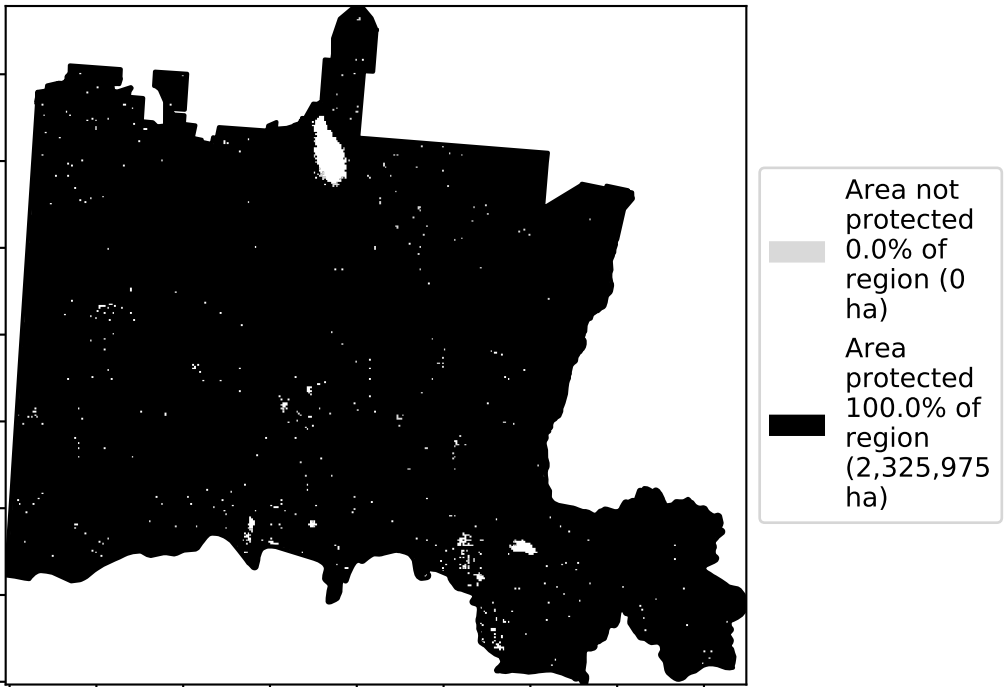 Area not
protected
0.0% of
region (0
ha)
Area
protected
100.0% of
region
(2,325,975
ha)